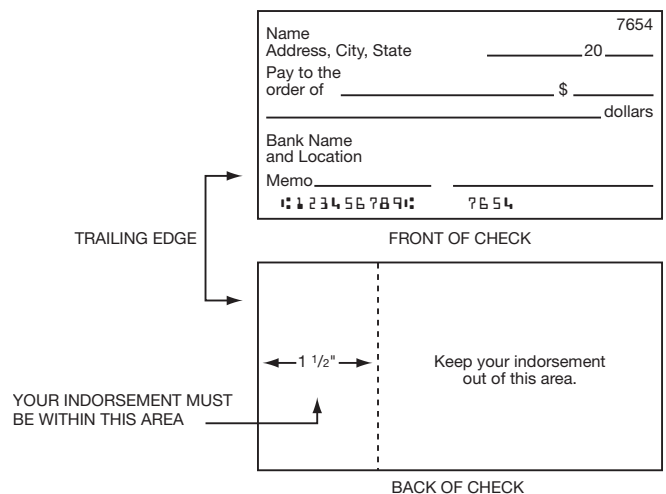 7654
Name
Address, City, State 20
Pay to the
order of $
dollars
Bank Name
and Location
Memo
⑆123456789⑆ 7654
TRAILING EDGE
FRONT OF CHECK
1 1/2"
Keep your indorsement
out of this area.
YOUR INDORSEMENT MUST
BE WITHIN THIS AREA
BACK OF CHECK